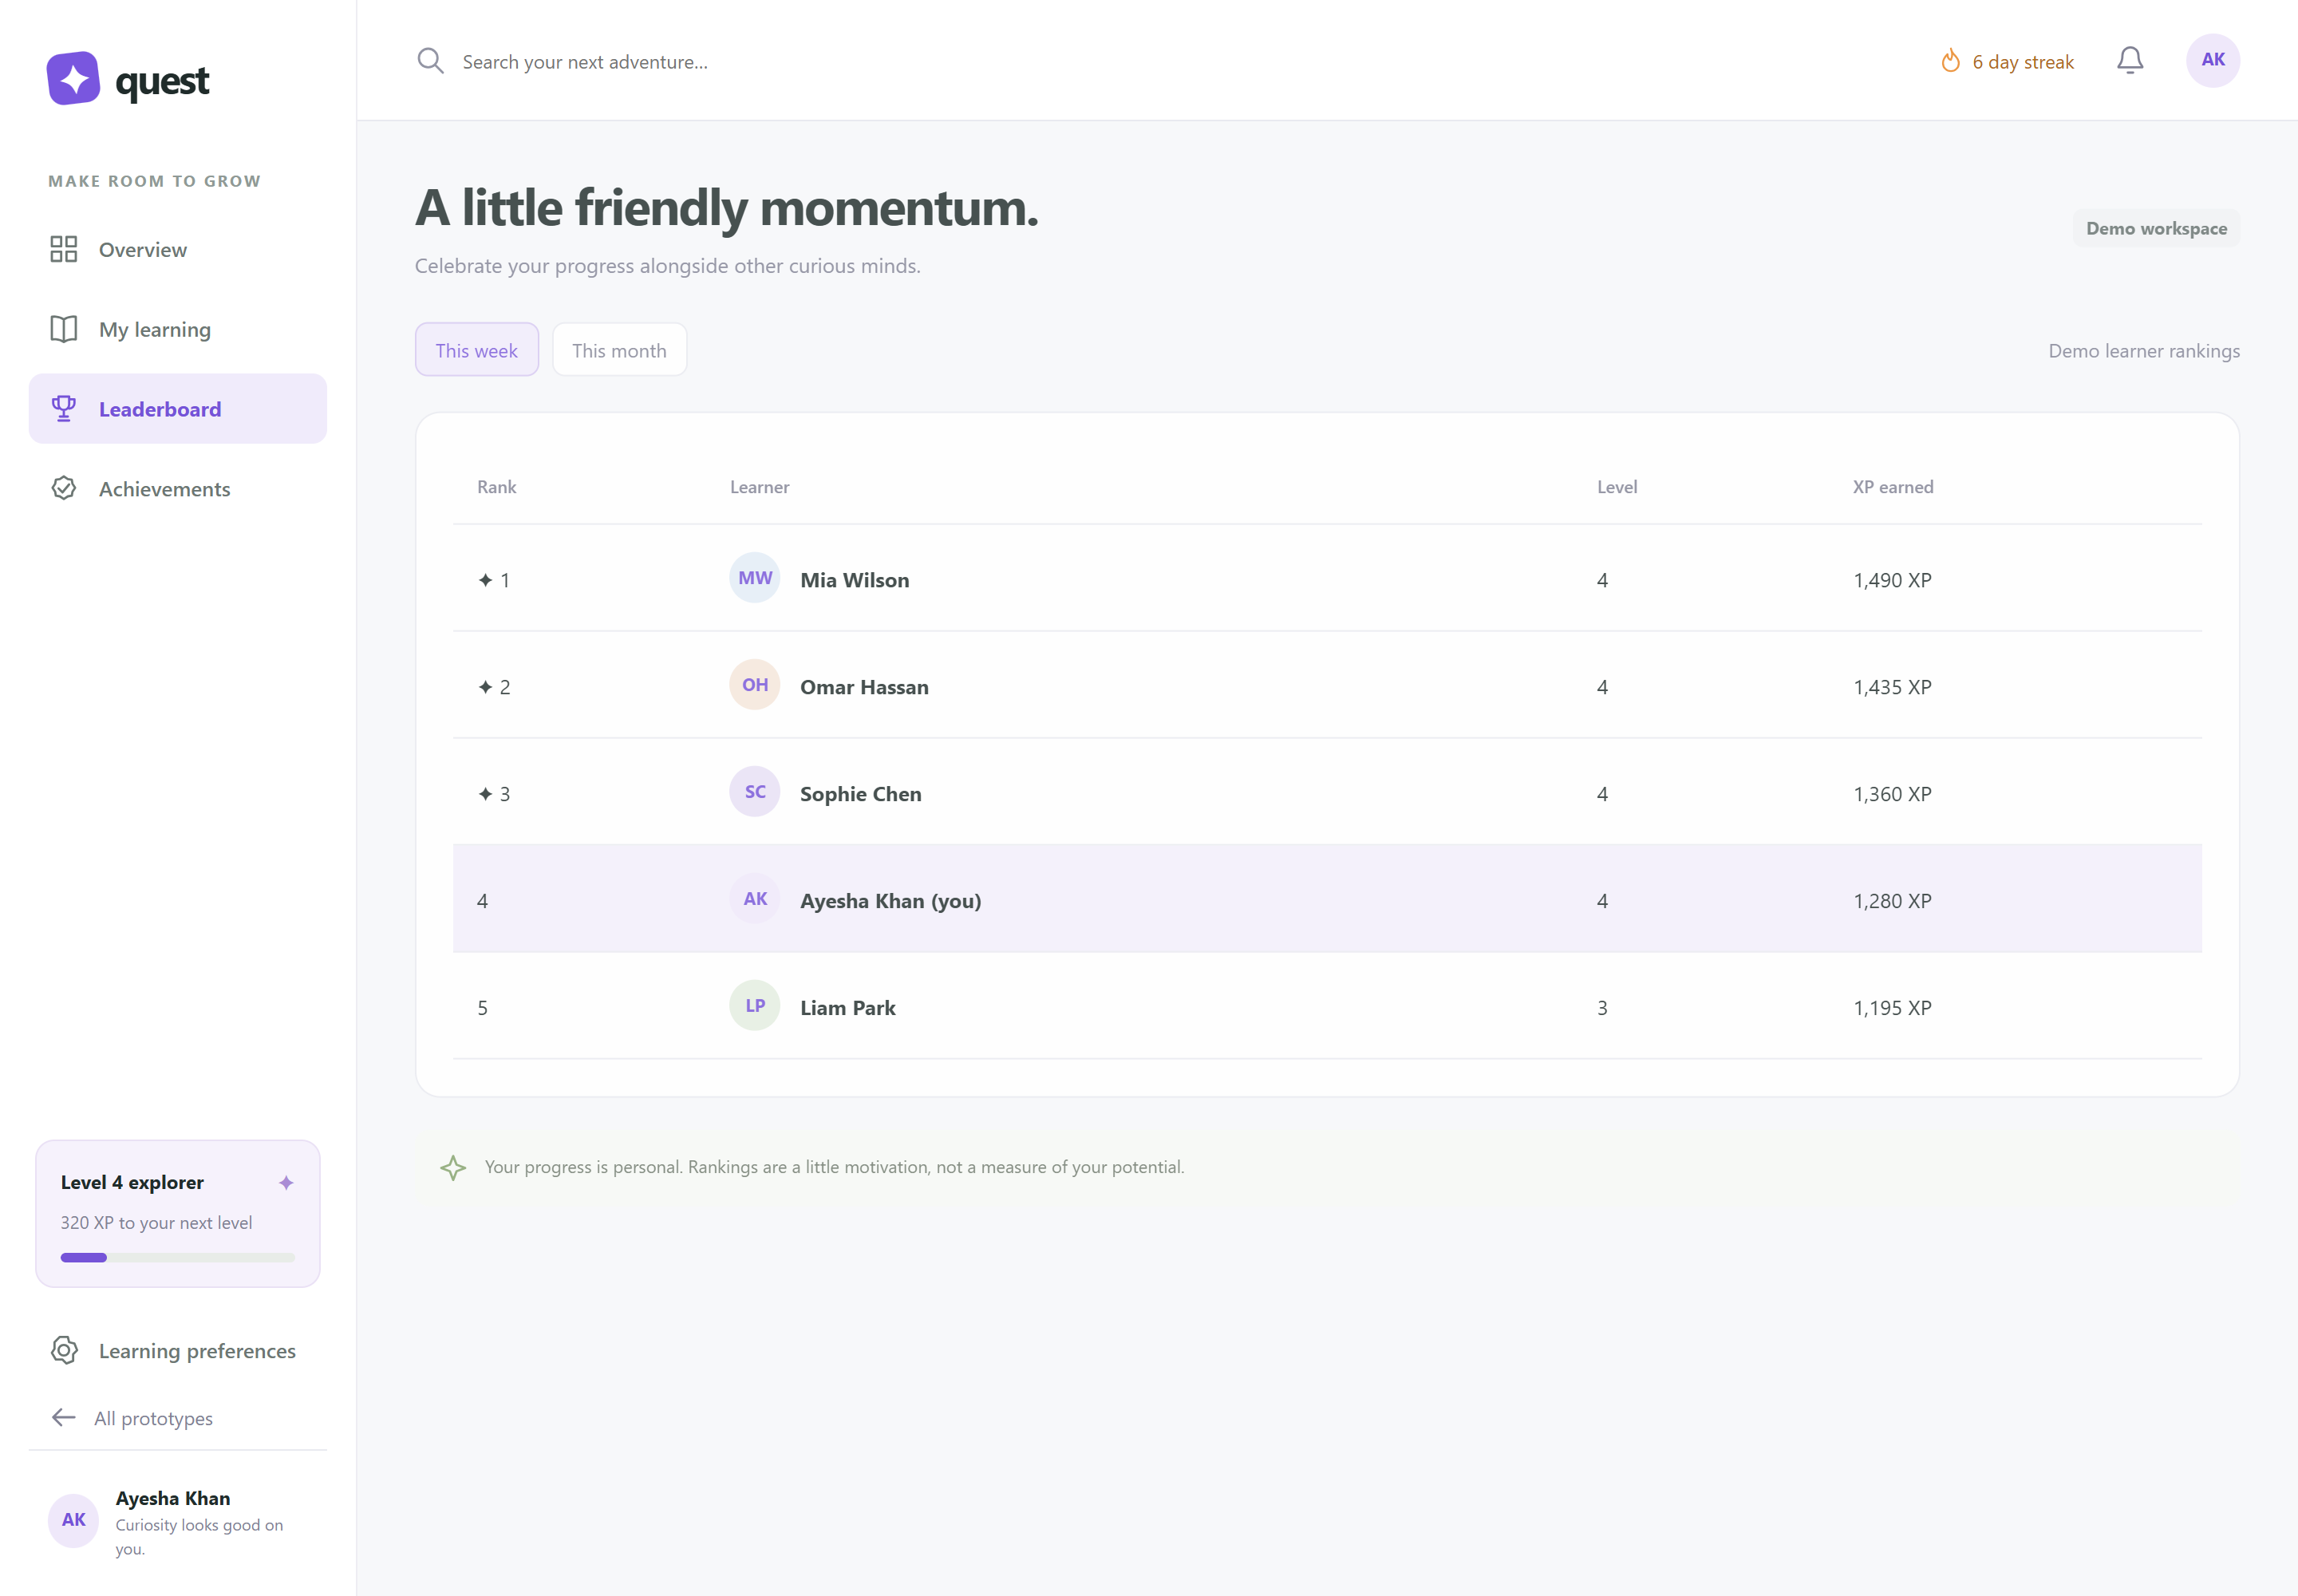 quest
MAKE ROOM TO GROW
Overview
My learning
Leaderboard
Achievements
Level 4 explorer
320 XP to your next level
Learning preferences
All prototypes
AK
Ayesha Khan
Curiosity looks good on
you.
Search your next adventure...
6 day streak
AK
A little friendly momentum.
Celebrate your progress alongside other curious minds.
Demo workspace
This week
This month
Demo learner rankings
Rank Learner Level XP earned
✦ 1 MW Mia Wilson 4 1,490 XP
✦ 2 OH Omar Hassan 4 1,435 XP
✦ 3 SC Sophie Chen 4 1,360 XP
4 AK Ayesha Khan (you) 4 1,280 XP
5 LP Liam Park 3 1,195 XP
Your progress is personal. Rankings are a little motivation, not a measure of your potential.